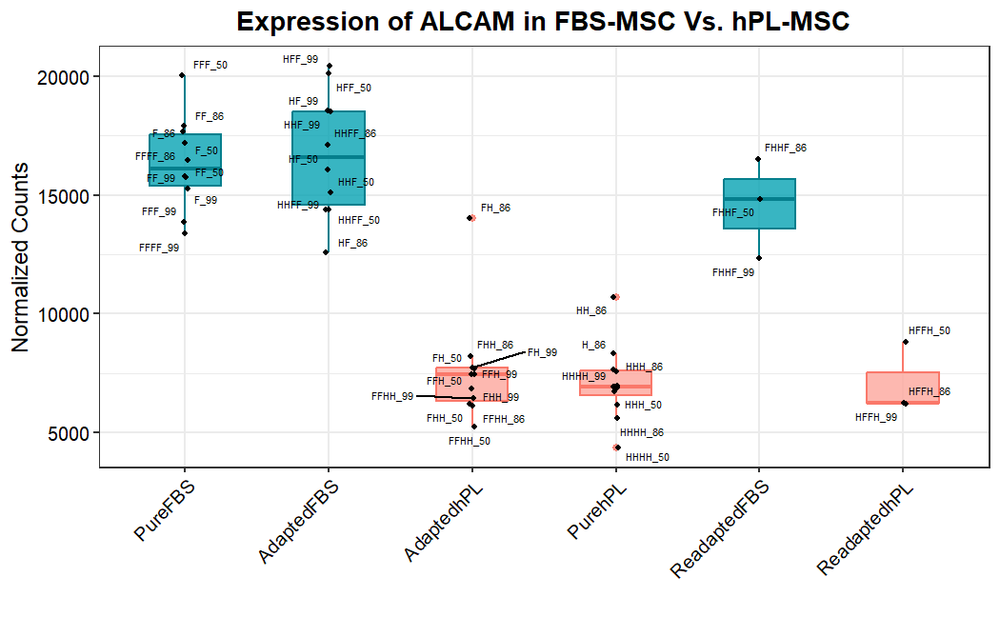 Expression of ALCAM in FBS-MSC Vs. hPL-MSC
Normalized Counts
20000
15000
10000
5000
FFF_50
FF_86
F_86
F_50
FFFF_86
FF_50
FF_99
F_99
FFF_99
FFFF_99
HFF_99
HFF_50
HF_99
HHF_99
HHFF_86
HF_50
HHF_50
HHFF_99
HHFF_50
HF_86
FH_86
FHH_86
FH_99
FH_50
FFH_99
FFH_50
FFHH_99
FHH_99
FHH_50
FFHH_86
FFHH_50
HH_86
H_86
HHH_86
HHHH_99
HHH_50
HHHH_86
HHHH_50
FHHF_86
FHHF_50
FHHF_99
HFFH_50
HFFH_86
HFFH_99
PureFBS
AdaptedFBS
AdaptedhPL
PurehPL
ReadaptedFBS
ReadaptedhPL